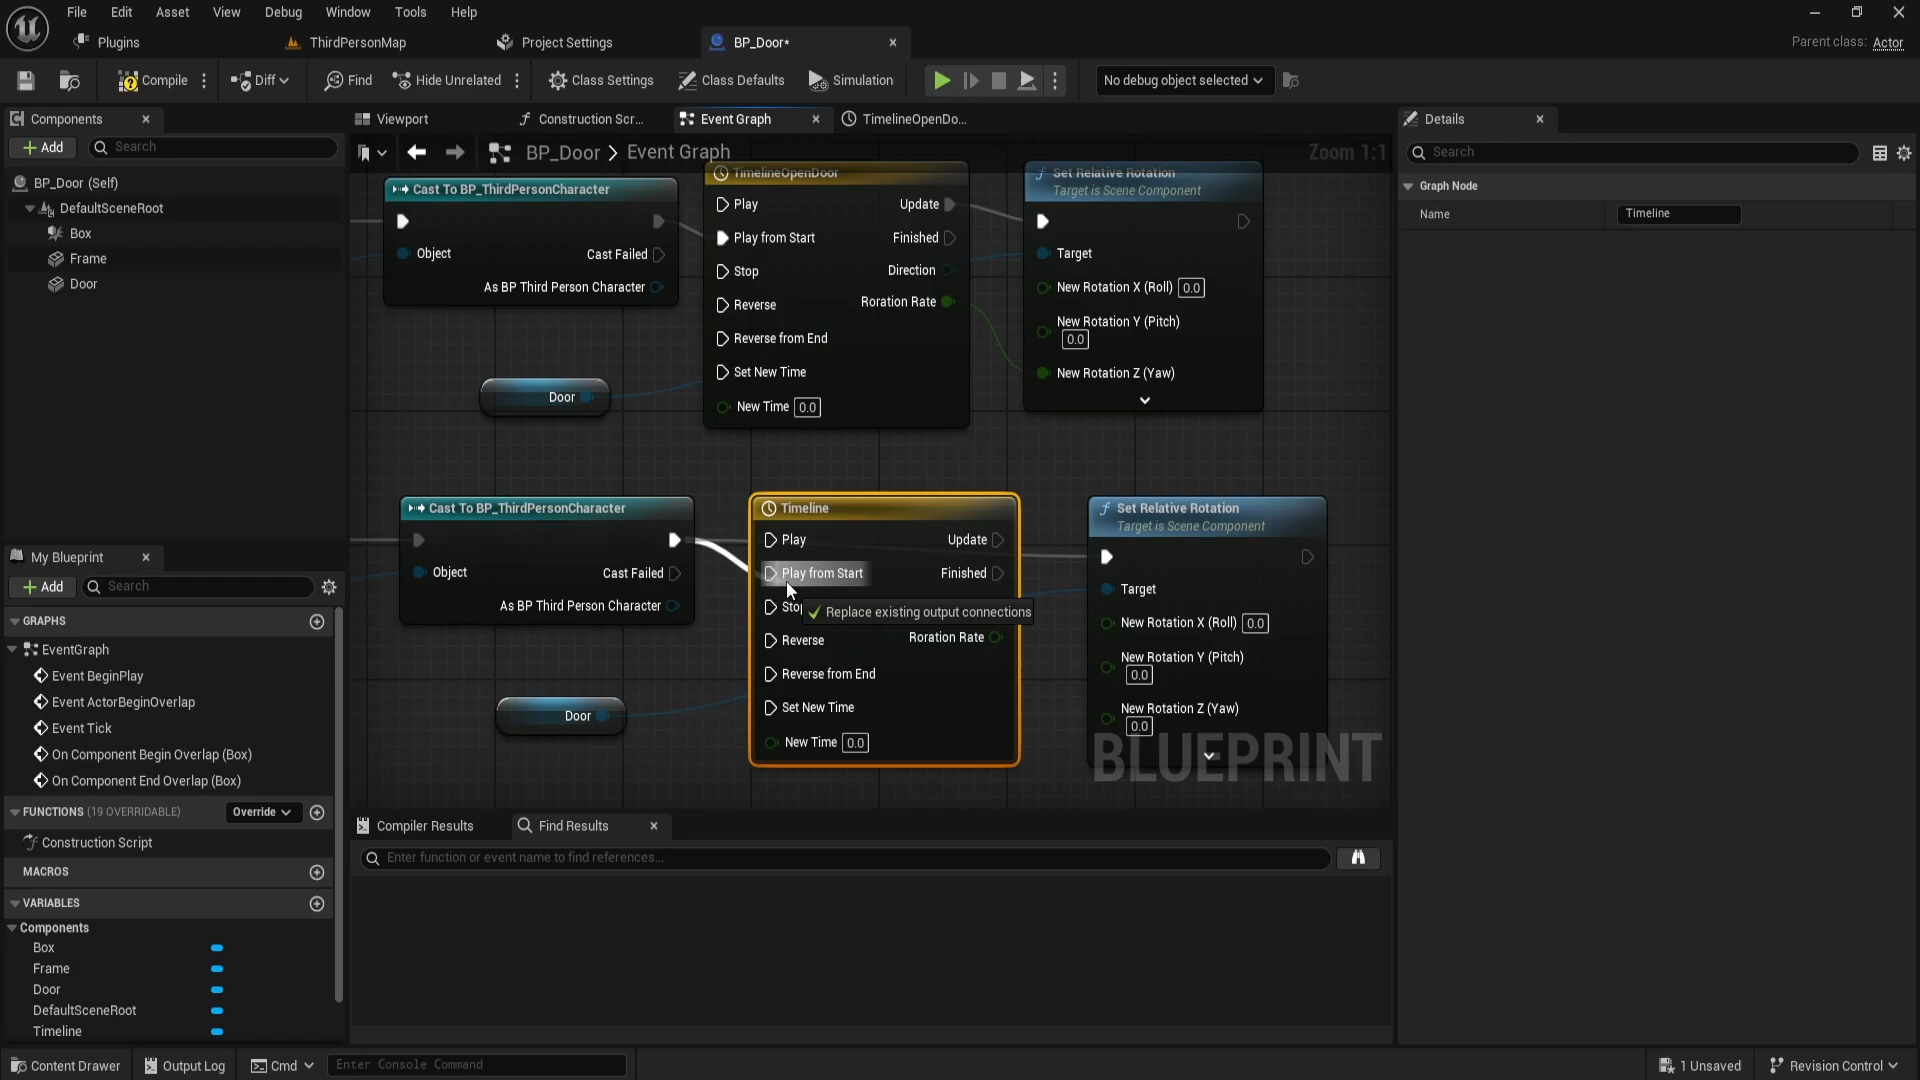 File Edit Asset View Debug Window Tools Help
Plugins ThirdPersonMap Project Settings BP_Door* Parent class: Actor
Compile Diff Find Hide Unrelated Class Settings Class Defaults Simulation No debug object selected
Components Viewport Construction Scr... Event Graph TimelineOpenDo... Details
Add Search BP_Door Event Graph Zoom 1:1 Search
BP_Door (Self)
DefaultSceneRoot
Box
Frame
Door
Graph Node
Name Timeline
Cast To BP_ThirdPersonCharacter
Object Cast Failed
As BP Third Person Character
Door
TimelineOpenDoor
Play Update
Play from Start Finished
Stop Direction
Reverse Roration Rate
Reverse from End
Set New Time
New Time 0.0
Set Relative Rotation
Target is Scene Component
Target
New Rotation X (Roll) 0.0
New Rotation Y (Pitch)
0.0
New Rotation Z (Yaw)
Cast To BP_ThirdPersonCharacter
Object Cast Failed
As BP Third Person Character
Door
Timeline
Play Update
Play from Start Finished
Replace existing output connections
Reverse Roration Rate
Reverse from End
Set New Time
New Time 0.0
Set Relative Rotation
Target is Scene Component
Target
New Rotation X (Roll) 0.0
New Rotation Y (Pitch)
0.0
New Rotation Z (Yaw)
0.0
BLUEPRINT
My Blueprint
Add Search
GRAPHS
EventGraph
Event BeginPlay
Event ActorBeginOverlap
Event Tick
On Component Begin Overlap (Box)
On Component End Overlap (Box)
FUNCTIONS (19 OVERRIDABLE) Override
Construction Script
MACROS
VARIABLES
Components
Box
Frame
Door
DefaultSceneRoot
Timeline
Compiler Results Find Results
Enter function or event name to find references...
Content Drawer Output Log Cmd Enter Console Command 1 Unsaved Revision Control